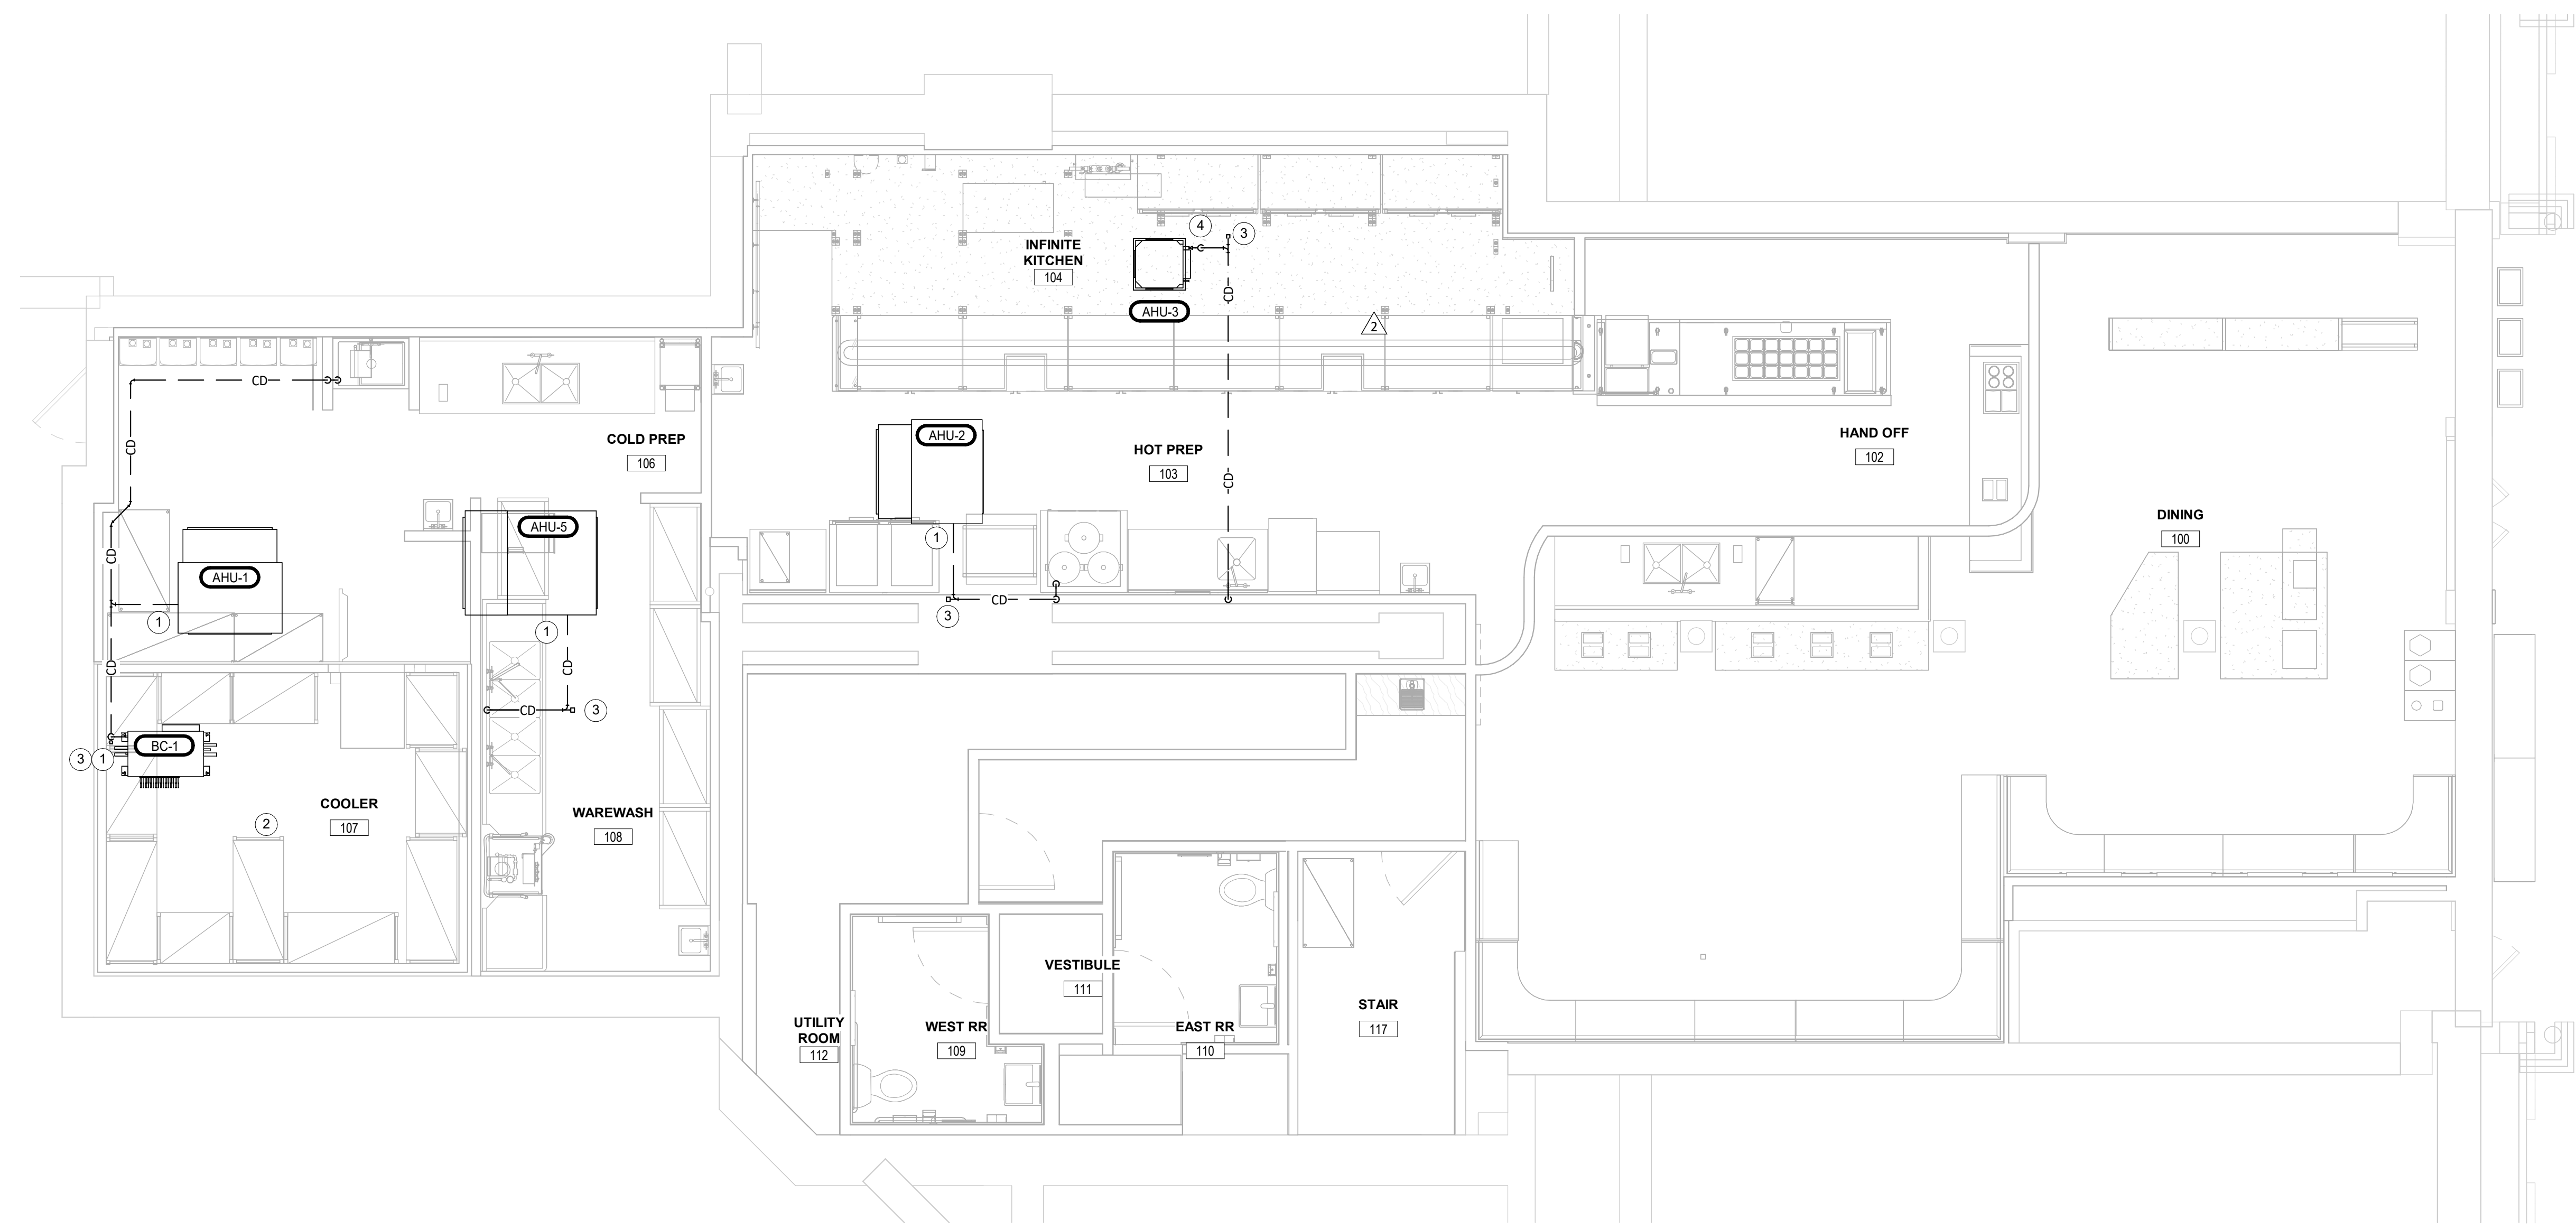 4
3
INFINITE
KITCHEN
104
CD
AHU-3
2
CD
AHU-2
COLD PREP
106
HOT PREP
103
HAND OFF
102
CD
CD
AHU-5
DINING
100
1
CD
AHU-1
CD
3
1
1
CD
CD
CD
3
BC-1
3
1
COOLER
107
2
WAREWASH
108
VESTIBULE
111
STAIR
117
UTILITY
ROOM
112
WEST RR
109
EAST RR
110